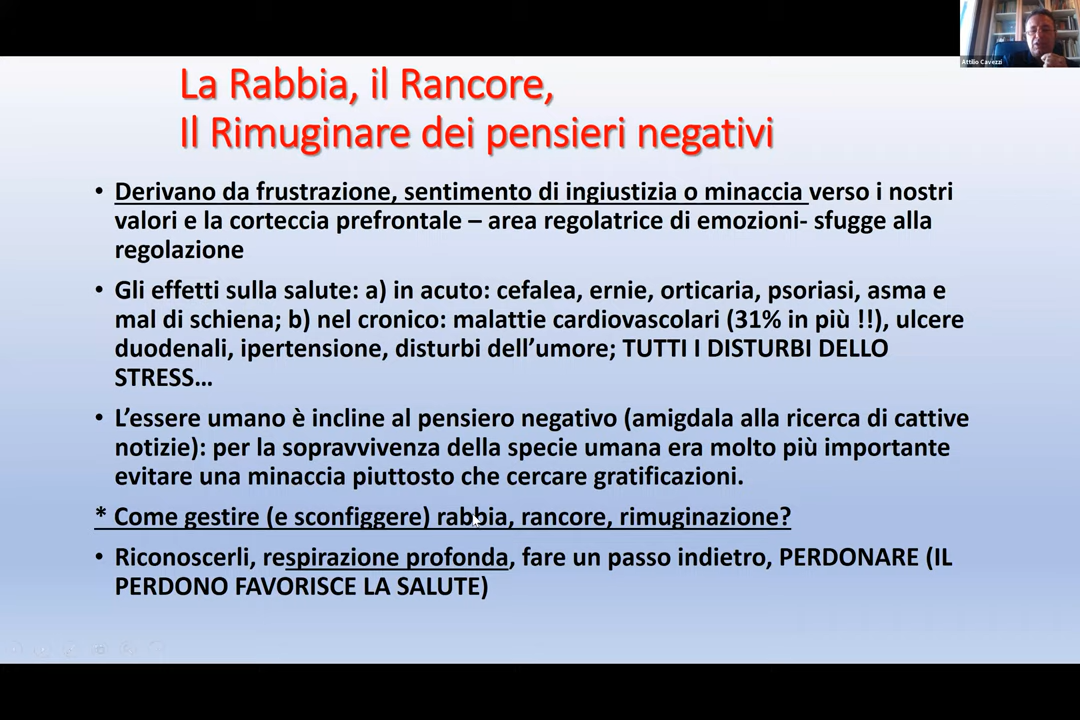 Attilio Cavezzi
La Rabbia, il Rancore,
Il Rimuginare dei pensieri negativi
• Derivano da frustrazione, sentimento di ingiustizia o minaccia verso i nostri
valori e la corteccia prefrontale – area regolatrice di emozioni- sfugge alla
regolazione
• Gli effetti sulla salute: a) in acuto: cefalea, ernie, orticaria, psoriasi, asma e
mal di schiena; b) nel cronico: malattie cardiovascolari (31% in più !!), ulcere
duodenali, ipertensione, disturbi dell'umore; TUTTI I DISTURBI DELLO
STRESS…
• L'essere umano è incline al pensiero negativo (amigdala alla ricerca di cattive
notizie): per la sopravvivenza della specie umana era molto più importante
evitare una minaccia piuttosto che cercare gratificazioni.
* Come gestire (e sconfiggere) rabbia, rancore, rimuginazione?
• Riconoscerli, respirazione profonda, fare un passo indietro, PERDONARE (IL
PERDONO FAVORISCE LA SALUTE)